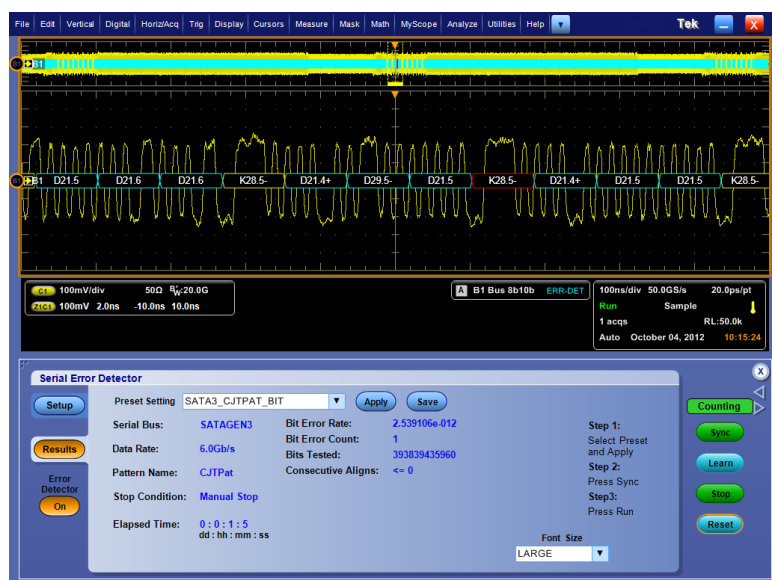 File Edit Vertical Digital Horiz/Acq Trig Display Cursors Measure Mask Math MyScope Analyze Utilities Help Tek X
B1 B1
B1 B1 D21.5 D21.6 D21.6 K28.5- D21.4+ D29.5- D21.5 K28.5- D21.4+ D21.5 D21.5 K28.5-
C1 100mV/div 50Ω BW:20.0G
Z1C1 100mV 2.0ns -10.0ns 10.0ns
A B1 Bus 8b10b ERR-DET
100ns/div 50.0GS/s 20.0ps/pt
Run Sample
1 acqs RL:50.0k
Auto October 04, 2012 10:15:24
Serial Error Detector
Setup
Results
Error
Detector
On
Preset Setting SATA3_CJTPAT_BIT Apply Save
Serial Bus: SATAGEN3
Data Rate: 6.0Gb/s
Pattern Name: CJTPat
Stop Condition: Manual Stop
Elapsed Time: 0 : 0 : 1 : 5
dd : hh : mm : ss
Bit Error Rate: 2.539106e-012
Bit Error Count: 1
Bits Tested: 393839435960
Consecutive Aligns: <= 0
Step 1:
Select Preset
and Apply
Step 2:
Press Sync
Step3:
Press Run
Font Size
LARGE
X
Counting
Sync
Learn
Stop
Reset